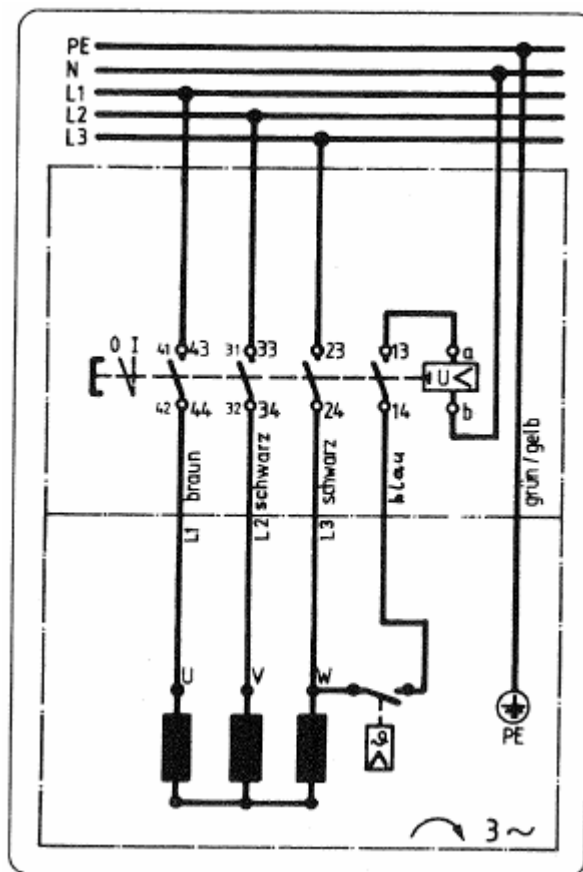 PE
N
L1
L2
L3
0 I
41 43
31 33
23
13
a
U<
42 44
32 34
24
14
b
braun
schwarz
schwarz
blau
grün/gelb
L1
L2
L3
U
V
W
ϑ
PE
3~